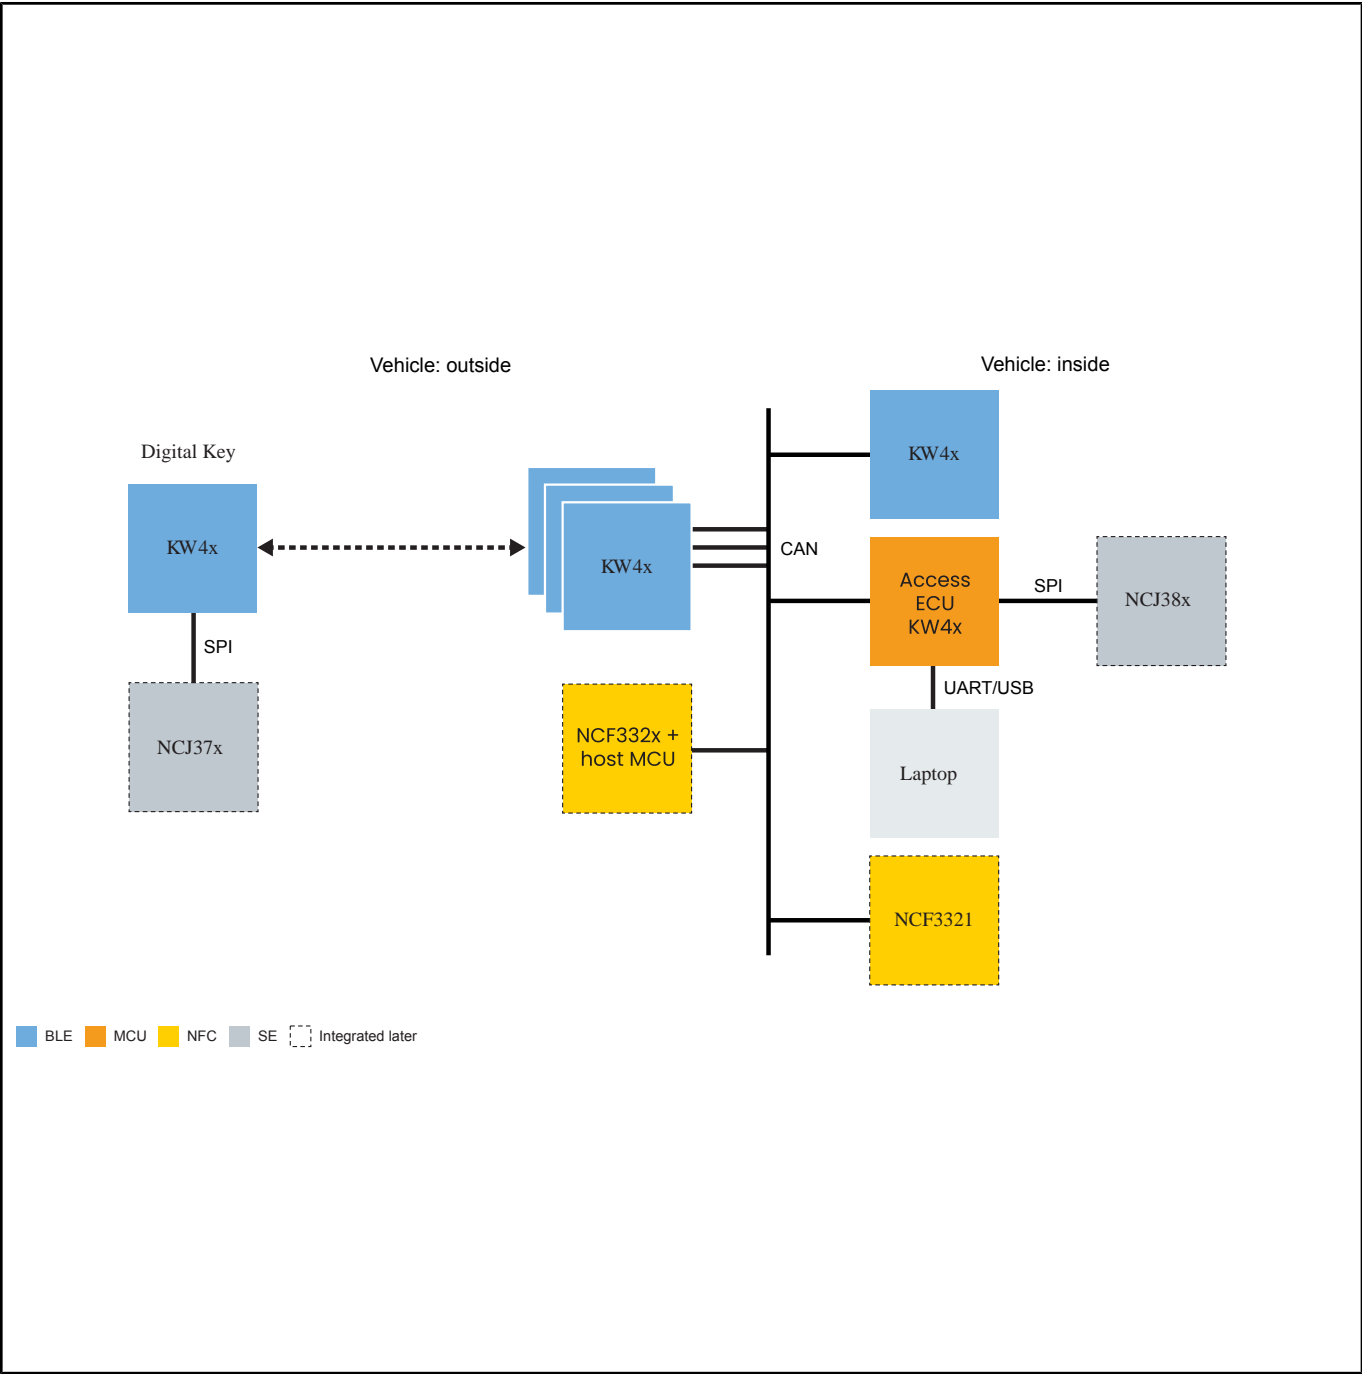 Vehicle: outside
Vehicle: inside
Digital Key
KW4x
SPI
NCJ37x
KW4x
CAN
NCF332x +
host MCU
KW4x
Access
ECU
KW4x
SPI
NCJ38x
UART/USB
Laptop
NCF3321
BLE
MCU
NFC
SE
Integrated later